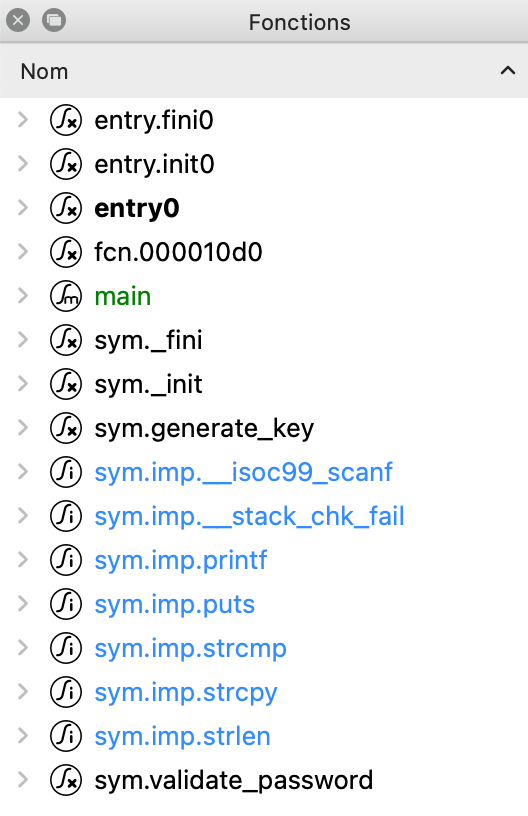 Fonctions
Nom
entry.fini0
entry.init0
entry0
fcn.000010d0
main
sym._fini
sym._init
sym.generate_key
sym.imp.__isoc99_scanf
sym.imp.__stack_chk_fail
sym.imp.printf
sym.imp.puts
sym.imp.strcmp
sym.imp.strcpy
sym.imp.strlen
sym.validate_password